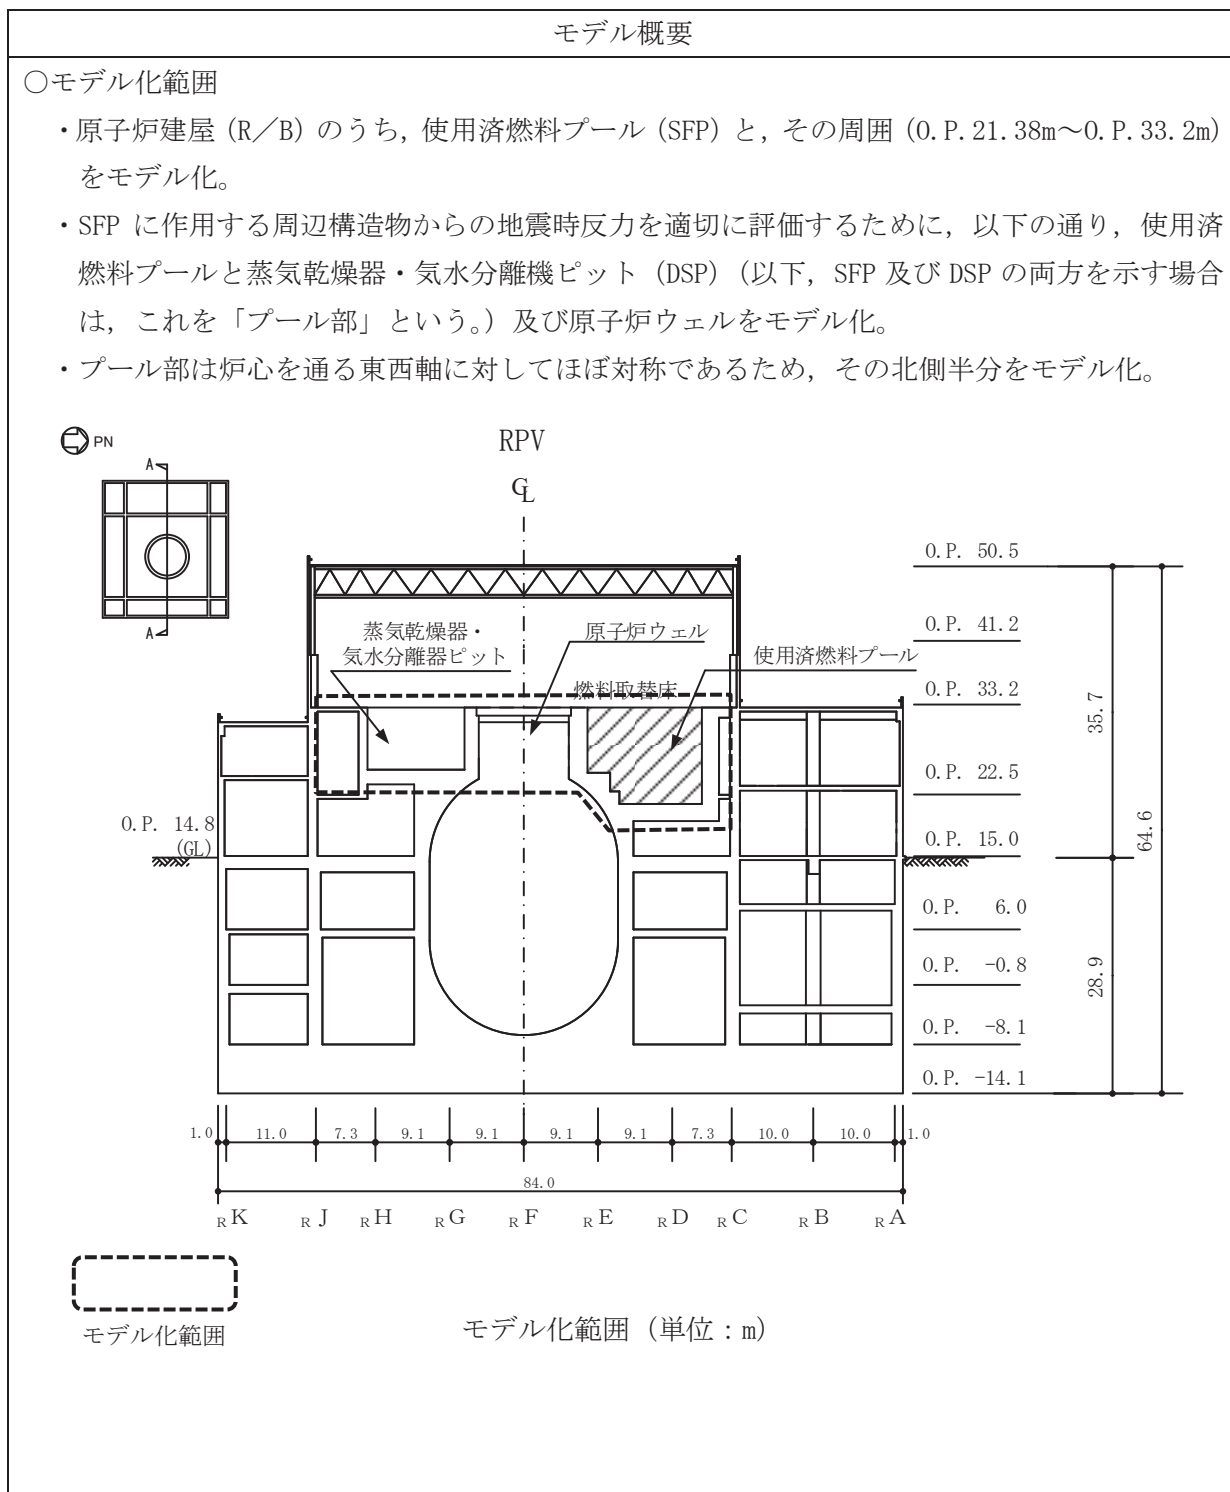 モデル概要
○モデル化範囲
・原子炉建屋（R／B）のうち，使用済燃料プール（SFP）と，その周囲（O.P.21.38m～O.P.33.2m）
をモデル化。
・SFP に作用する周辺構造物からの地震時反力を適切に評価するために，以下の通り，使用済
燃料プールと蒸気乾燥器・気水分離機ピット（DSP）（以下，SFP 及び DSP の両方を示す場合
は，これを「プール部」という。）及び原子炉ウェルをモデル化。
・プール部は炉心を通る東西軸に対してほぼ対称であるため，その北側半分をモデル化。
PN
A
A
RPV
CL
蒸気乾燥器・
気水分離器ピット
原子炉ウェル
使用済燃料プール
燃料取替床
O.P. 14.8
(GL)
O.P. 50.5
O.P. 41.2
O.P. 33.2
O.P. 22.5
O.P. 15.0
O.P. 6.0
O.P. -0.8
O.P. -8.1
O.P. -14.1
35.7
64.6
28.9
1.0 11.0 7.3 9.1 9.1 9.1 9.1 7.3 10.0 10.0 1.0
84.0
RK RJ RH RG RF RE RD RC RB RA
モデル化範囲
モデル化範囲（単位：m）